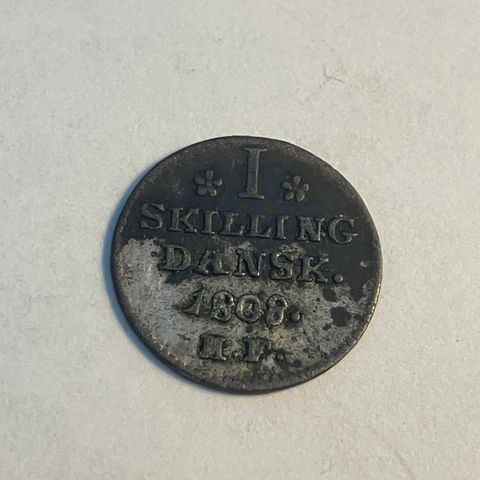 I
SKILLING
DANSK.
1808.